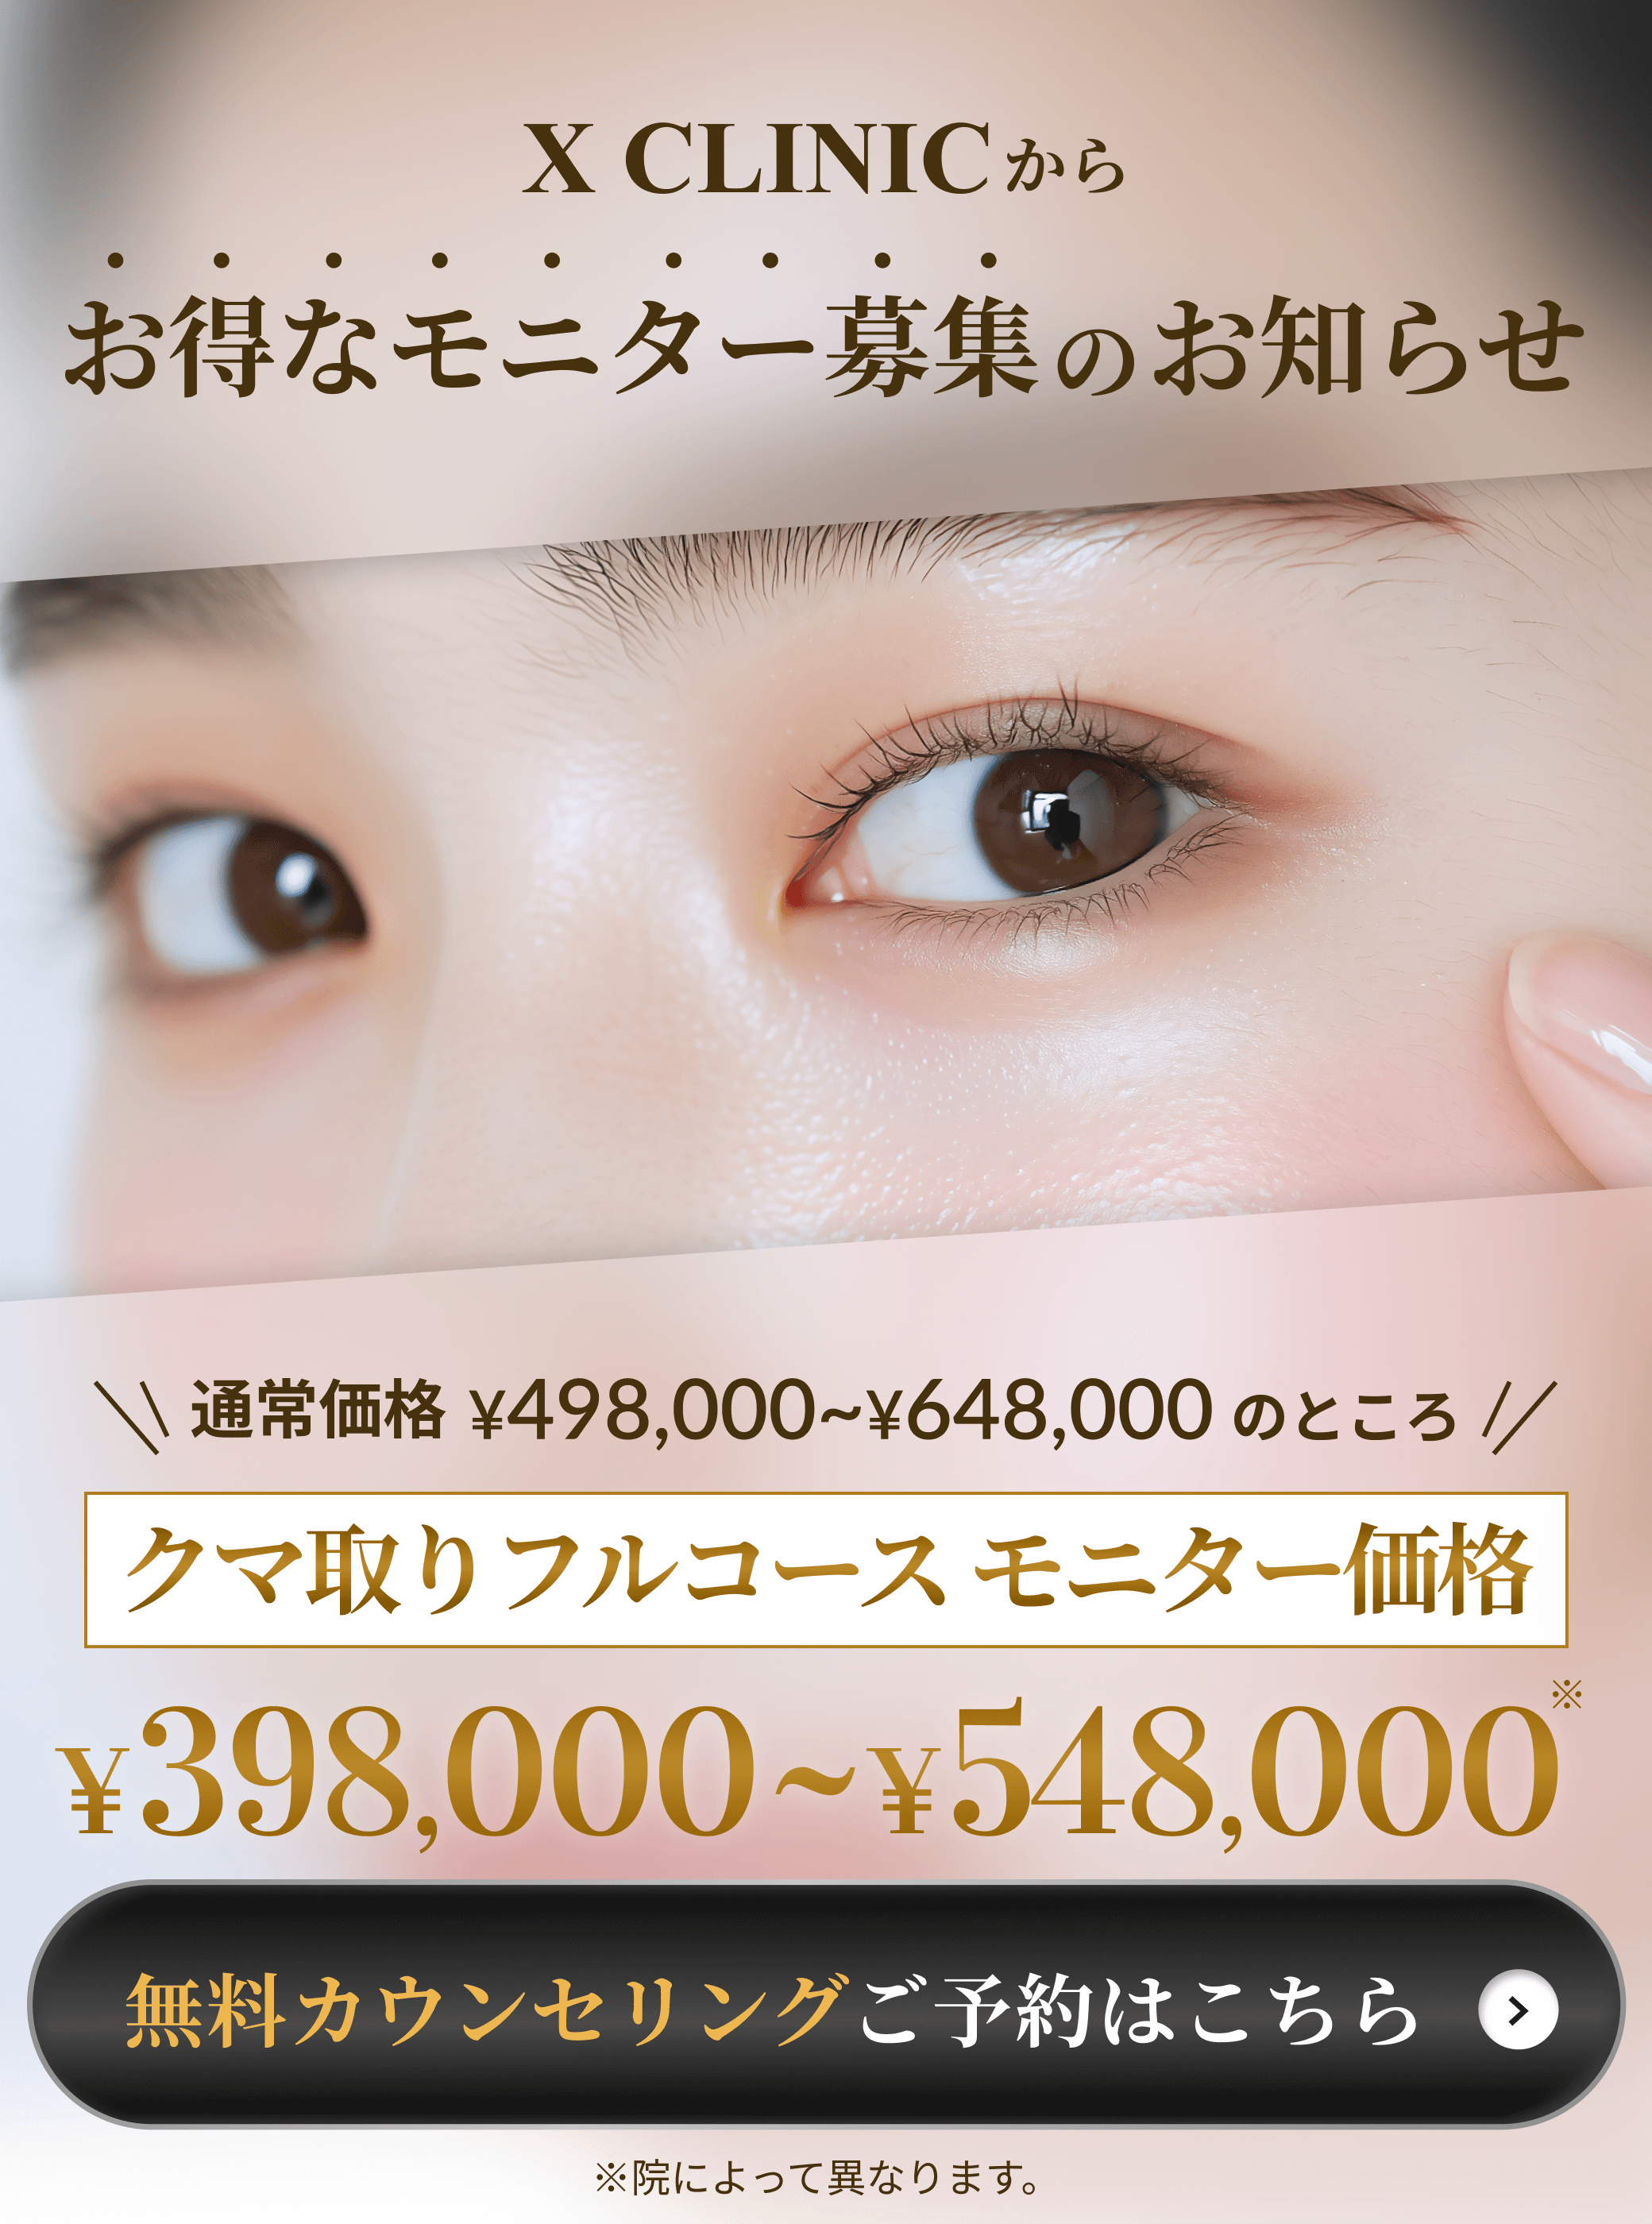 X CLINICから
お得なモニター募集のお知らせ
通常価格 ¥498,000~¥648,000 のところ
クマ取りフルコース モニター価格
¥398,000~¥548,000※
無料カウンセリングご予約はこちら
※院によって異なります。